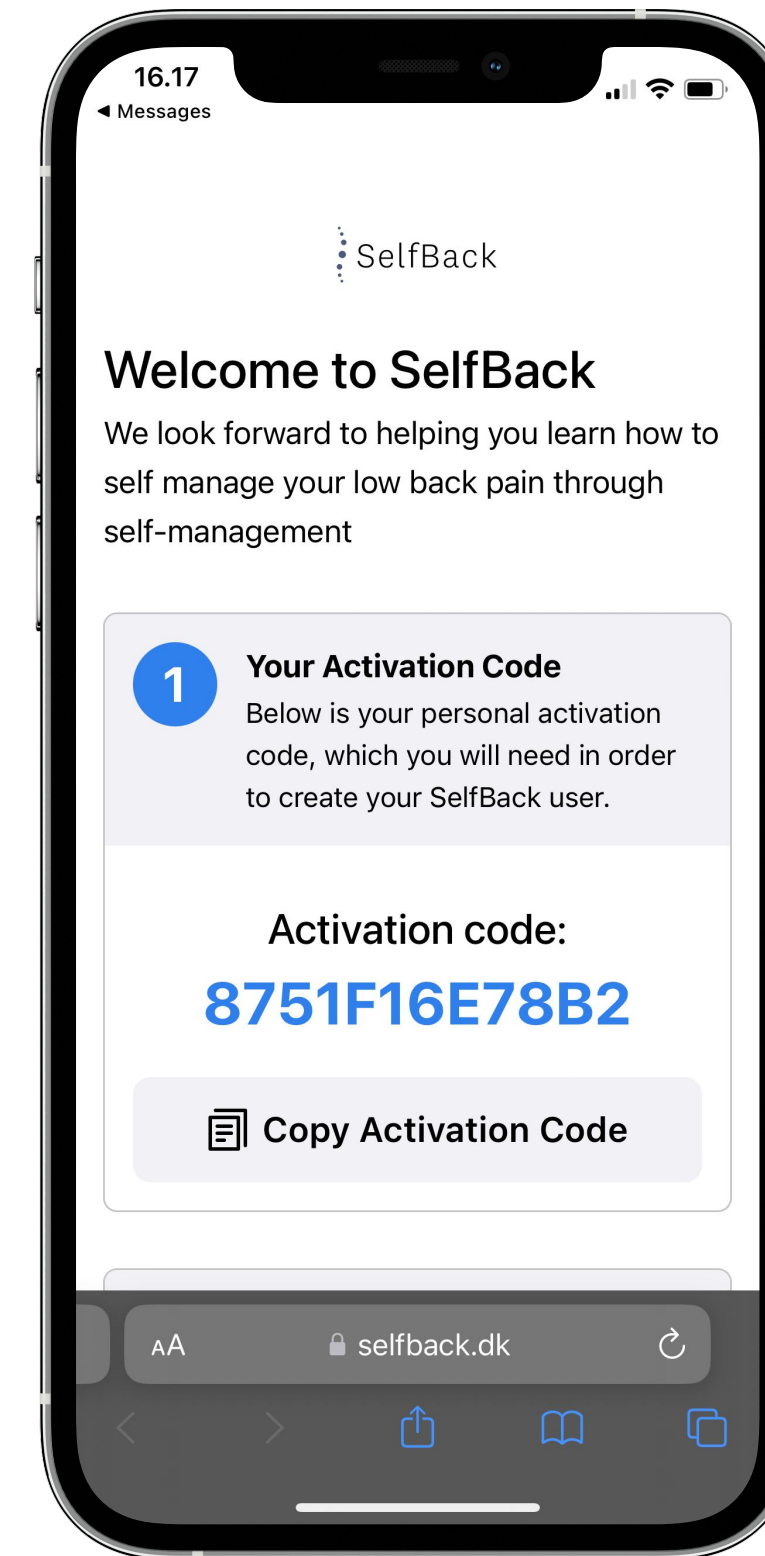 16.17
Messages
SelfBack
Welcome to SelfBack
We look forward to helping you learn how to
self manage your low back pain through
self-management
1
Your Activation Code
Below is your personal activation
code, which you will need in order
to create your SelfBack user.
Activation code:
8751F16E78B2
Copy Activation Code
AA
selfback.dk